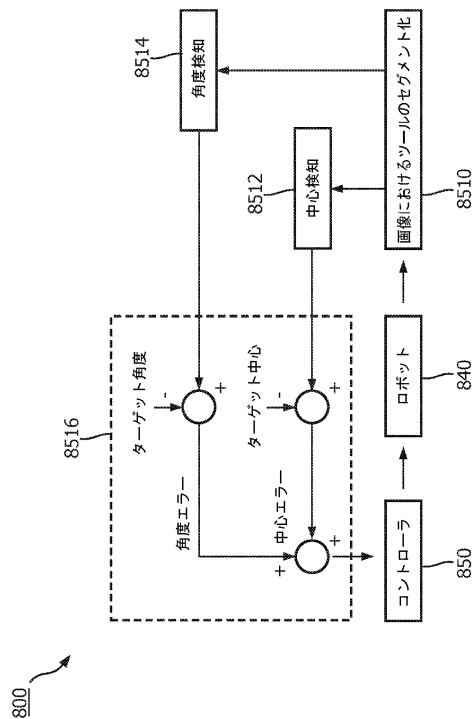 800
8516
8514
角度検知
8512
中心検知
ターゲット角度
-
+
角度エラー
ターゲット中心
-
+
中心エラー
+
+
コントローラ
850
ロボット
840
画像におけるツールのセグメント化
8510